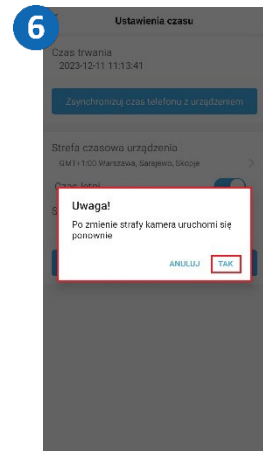 6
Ustawienia czasu
Czas trwania
2023-12-11 11:13:41
Zsynchronizuj czas telefonu z urządzeniem
Strefa czasowa urządzenia
GMT+1:00 Warszawa, Sarajewo, Skopje
Czas letni
S
Uwaga!
Po zmienie strafy kamera uruchomi się
ponownie
ANULUJ TAK